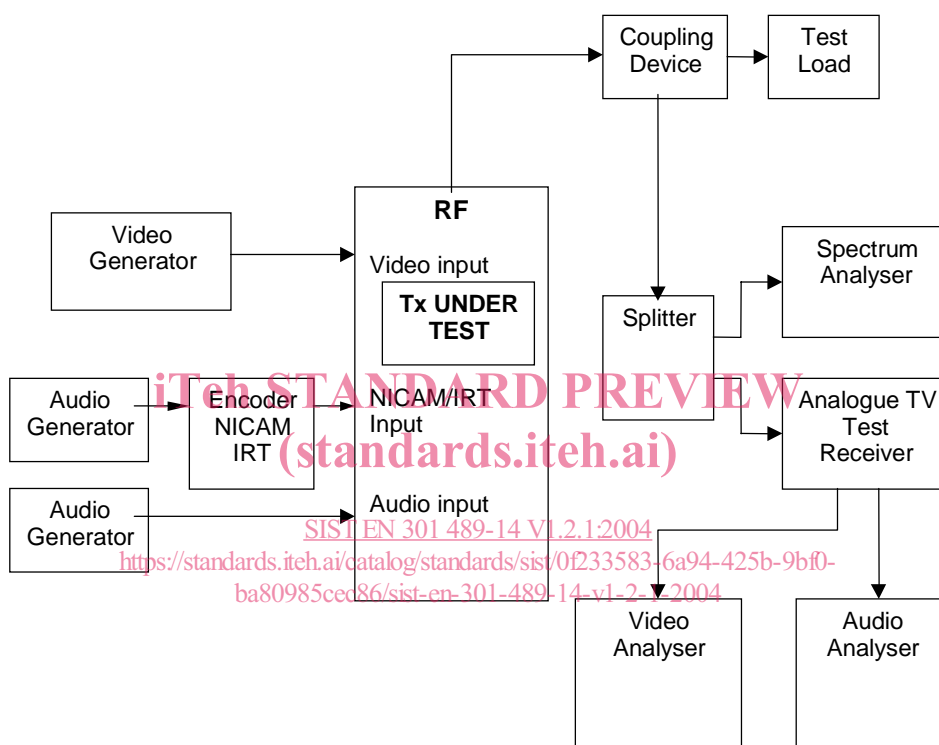 Coupling
Device
Test
Load
RF
Video
Generator
Video input
Tx UNDER
TEST
Spectrum
Analyser
Splitter
iTeh STANDARD PREVIEW
(standards.iteh.ai)
Audio
Generator
Encoder
NICAM
IRT
NICAM/IRT
Input
Analogue TV
Test
Receiver
Audio
Generator
Audio input
SIST EN 301 489-14 V1.2.1:2004
https://standards.iteh.ai/catalog/standards/sist/0f233583-6a94-425b-9bf0-
ba80985cec86/sist-en-301-489-14-v1-2-1-2004
Video
Analyser
Audio
Analyser